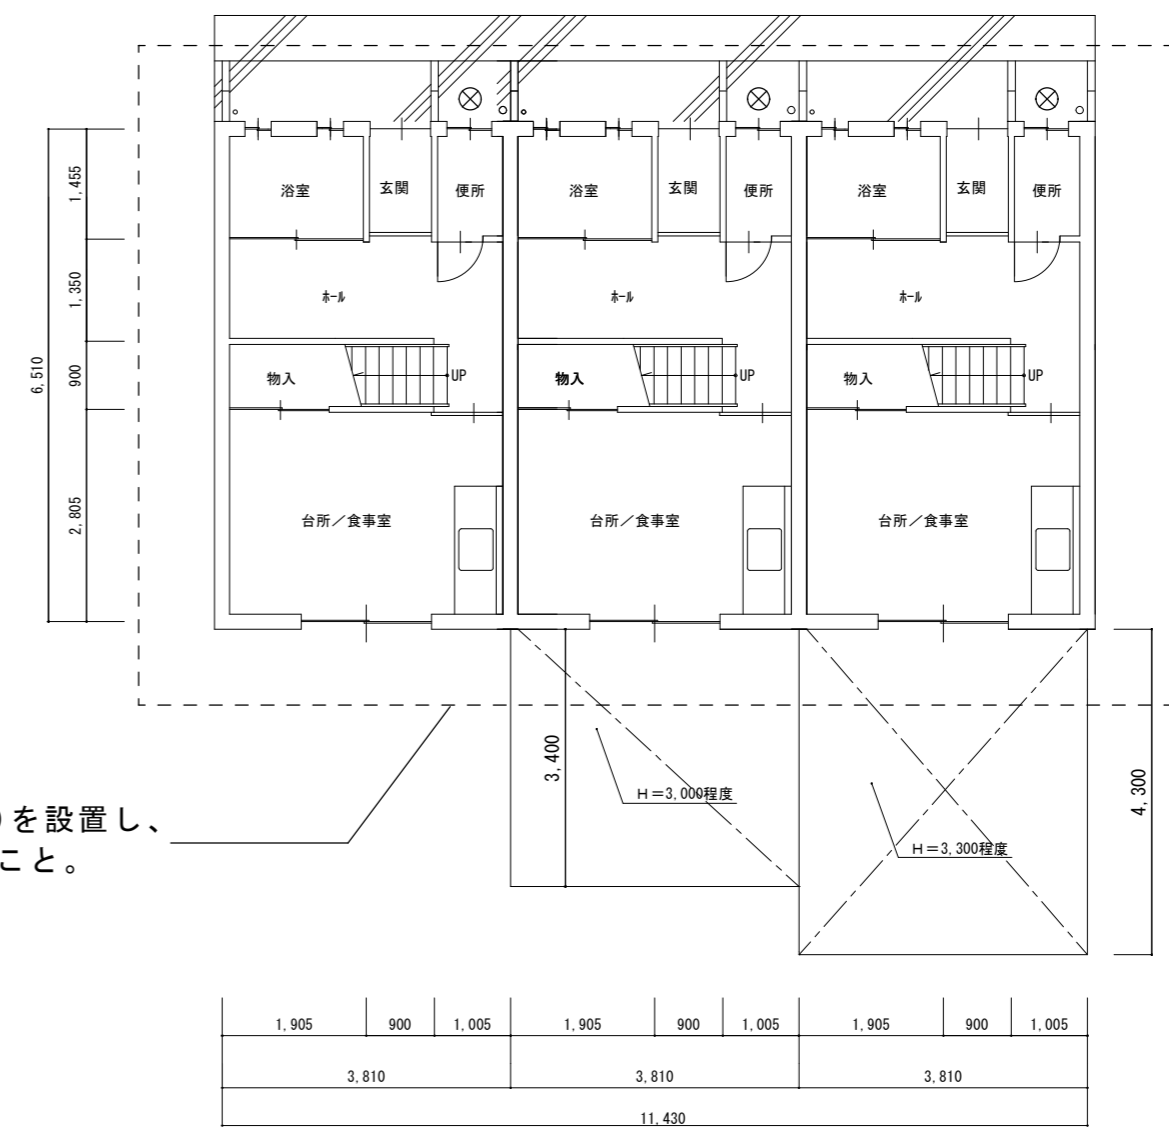 浴室
玄関
便所
浴室
玄関
便所
浴室
玄関
便所
ﾎｰﾙ
ﾎｰﾙ
ﾎｰﾙ
物入
UP
物入
UP
物入
UP
台所／食事室
台所／食事室
台所／食事室
1,455
1,350
900
2,805
6,510
3,400
H＝3,000程度
4,300
H＝3,300程度
を設置し、
こと。
1,905
900
1,005
1,905
900
1,005
1,905
900
1,005
3,810
3,810
3,810
11,430